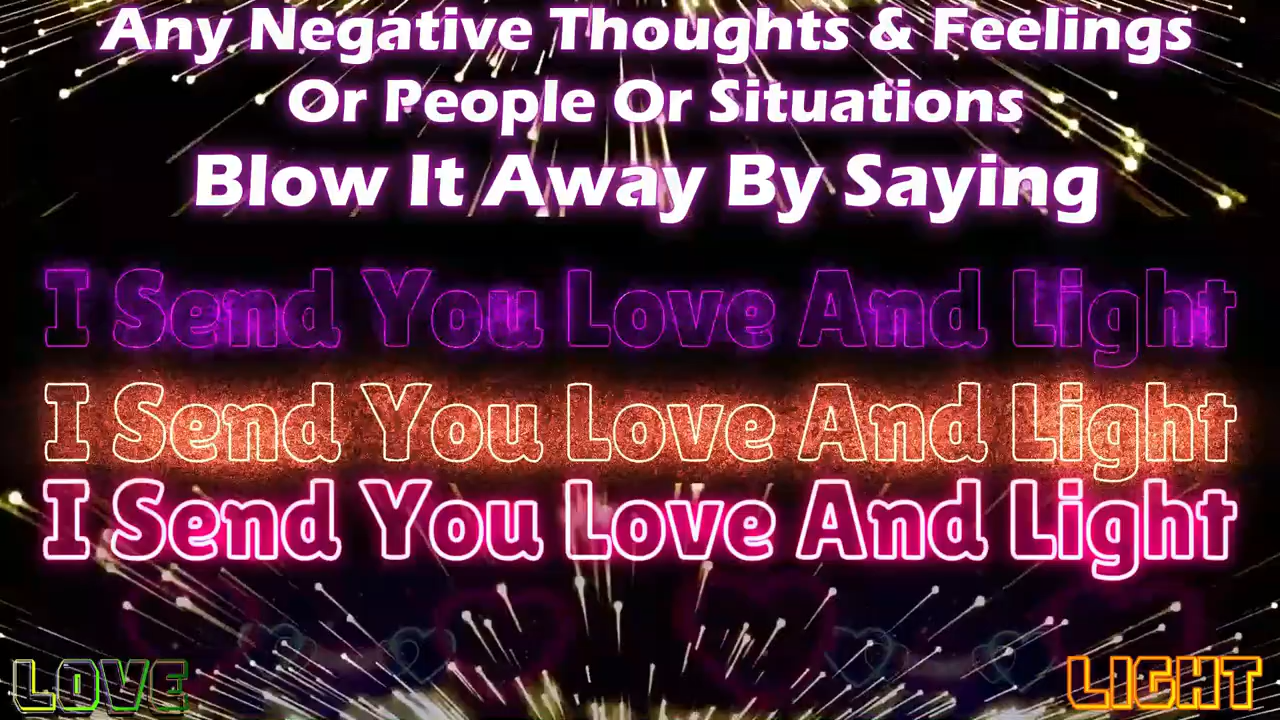 Any Negative Thoughts & Feelings
Or People Or Situations
Blow It Away By Saying
I Send You Love And Light
I Send You Love And Light
I Send You Love And Light
LOVE
LIGHT